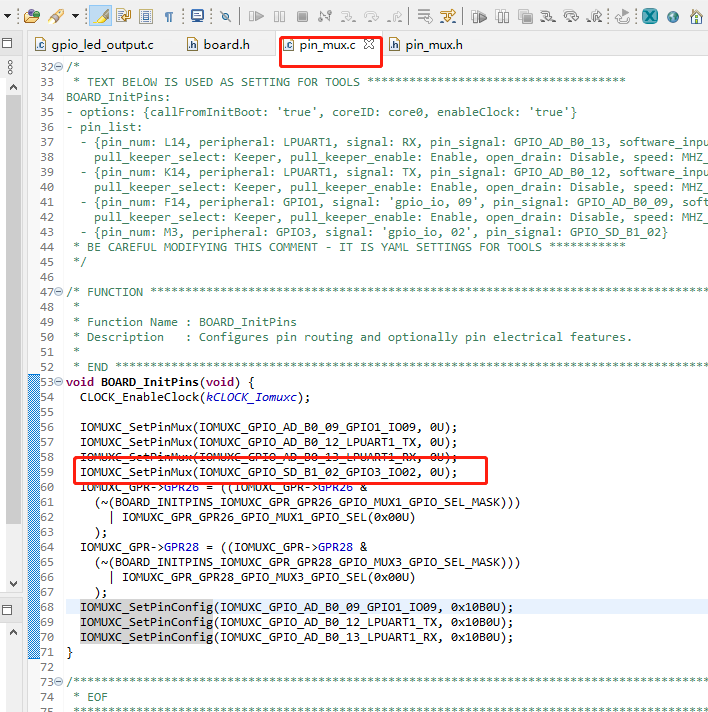 gpio_led_output.c
board.h
pin_mux.c
pin_mux.h
32 /*
33 * TEXT BELOW IS USED AS SETTING FOR TOOLS *************************************
34 BOARD_InitPins:
35 - options: {callFromInitBoot: 'true', coreID: core0, enableClock: 'true'}
36 - pin_list:
37 - {pin_num: L14, peripheral: LPUART1, signal: RX, pin_signal: GPIO_AD_B0_13, software_inpu
38 pull_keeper_select: Keeper, pull_keeper_enable: Enable, open_drain: Disable, speed: MHZ_
39 - {pin_num: K14, peripheral: LPUART1, signal: TX, pin_signal: GPIO_AD_B0_12, software_inpu
40 pull_keeper_select: Keeper, pull_keeper_enable: Enable, open_drain: Disable, speed: MHZ_
41 - {pin_num: F14, peripheral: GPIO1, signal: 'gpio_io, 09', pin_signal: GPIO_AD_B0_09, soft
42 pull_keeper_select: Keeper, pull_keeper_enable: Enable, open_drain: Disable, speed: MHZ_
43 - {pin_num: M3, peripheral: GPIO3, signal: 'gpio_io, 02', pin_signal: GPIO_SD_B1_02}
44 * BE CAREFUL MODIFYING THIS COMMENT - IT IS YAML SETTINGS FOR TOOLS ***********
45 */
46
47 /* FUNCTION ************************************************************************************
48 *
49 * Function Name : BOARD_InitPins
50 * Description   : Configures pin routing and optionally pin electrical features.
51 *
52 * END *****************************************************************************************
53 void BOARD_InitPins(void) {
54 CLOCK_EnableClock(kCLOCK_Iomuxc);
55
56 IOMUXC_SetPinMux(IOMUXC_GPIO_AD_B0_09_GPIO1_IO09, 0U);
57 IOMUXC_SetPinMux(IOMUXC_GPIO_AD_B0_12_LPUART1_TX, 0U);
58 IOMUXC_SetPinMux(IOMUXC_GPIO_AD_B0_13_LPUART1_RX, 0U);
59 IOMUXC_SetPinMux(IOMUXC_GPIO_SD_B1_02_GPIO3_IO02, 0U);
60 IOMUXC_GPR->GPR26 = ((IOMUXC_GPR->GPR26 &
61 (~(BOARD_INITPINS_IOMUXC_GPR_GPR26_GPIO_MUX1_GPIO_SEL_MASK)))
62 | IOMUXC_GPR_GPR26_GPIO_MUX1_GPIO_SEL(0x00U)
63 );
64 IOMUXC_GPR->GPR28 = ((IOMUXC_GPR->GPR28 &
65 (~(BOARD_INITPINS_IOMUXC_GPR_GPR28_GPIO_MUX3_GPIO_SEL_MASK)))
66 | IOMUXC_GPR_GPR28_GPIO_MUX3_GPIO_SEL(0x00U)
67 );
68 IOMUXC_SetPinConfig(IOMUXC_GPIO_AD_B0_09_GPIO1_IO09, 0x10B0U);
69 IOMUXC_SetPinConfig(IOMUXC_GPIO_AD_B0_12_LPUART1_TX, 0x10B0U);
70 IOMUXC_SetPinConfig(IOMUXC_GPIO_AD_B0_13_LPUART1_RX, 0x10B0U);
71 }
72
73 /***********************************************************************************************
74 * EOF
75 ***********************************************************************************************